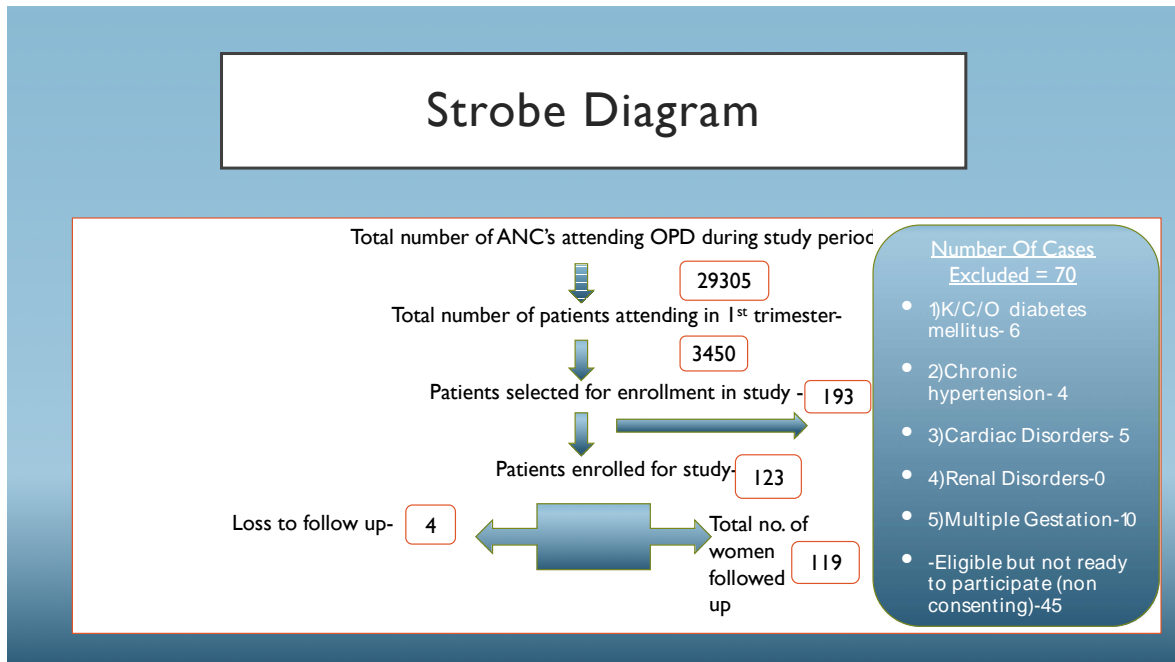 Strobe Diagram
Total number of ANC's attending OPD during study period
29305
Total number of patients attending in 1st trimester-
3450
Patients selected for enrollment in study -
193
Patients enrolled for study-
123
Loss to follow up-
4
Total no. of
women
followed
up
119
Number Of Cases
Excluded = 70
• 1)K/C/O diabetes
mellitus- 6
• 2)Chronic
hypertension- 4
• 3)Cardiac Disorders- 5
• 4)Renal Disorders-0
• 5)Multiple Gestation-10
• -Eligible but not ready
to participate (non
consenting)-45